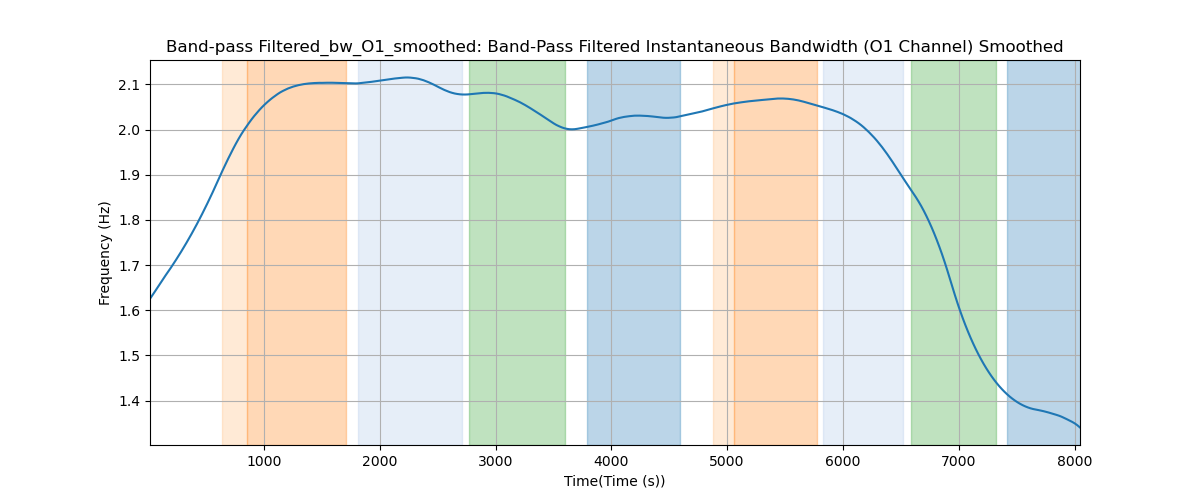 Band-pass Filtered_bw_O1_smoothed: Band-Pass Filtered Instantaneous Bandwidth (O1 Channel) Smoothed
Frequency (Hz)
2.1
2.0
1.9
1.8
1.7
1.6
1.5
1.4
1000 2000 3000 4000 5000 6000 7000 8000
Time(Time (s))